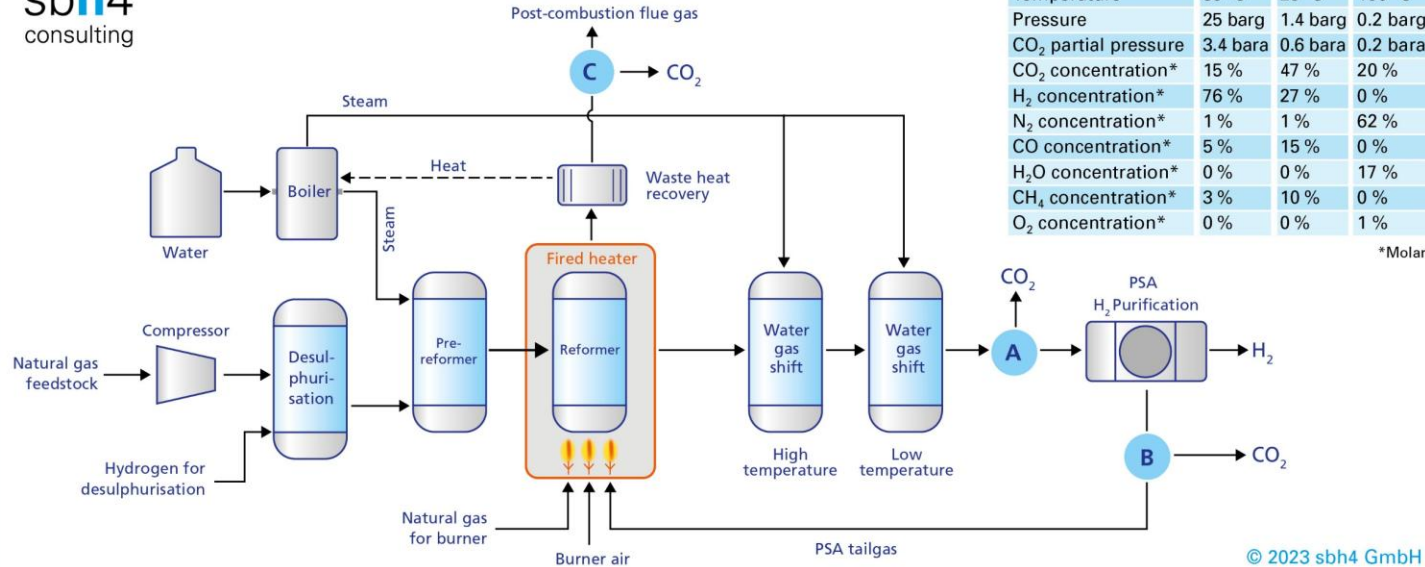 sbh4
consulting
Post-combustion flue gas
C
CO₂
Steam
Heat
Waste heat
recovery
Boiler
Water
Steam
Fired heater
Compressor
Natural gas
feedstock
Desul-
phuri-
sation
Hydrogen for
desulphurisation
Pre-
reformer
Reformer
Natural gas
for burner
Burner air
Water
gas
shift
High
temperature
Water
gas
shift
Low
temperature
CO₂
A
PSA
H₂ Purification
H₂
B
CO₂
PSA tailgas
Pressure 25 barg 1.4 barg 0.2 barg
CO₂ partial pressure 3.4 bara 0.6 bara 0.2 bara
CO₂ concentration* 15 % 47 % 20 %
H₂ concentration* 76 % 27 % 0 %
N₂ concentration* 1 % 1 % 62 %
CO concentration* 5 % 15 % 0 %
H₂O concentration* 0 % 0 % 17 %
CH₄ concentration* 3 % 10 % 0 %
O₂ concentration* 0 % 0 % 1 %
*Molar
© 2023 sbh4 GmbH